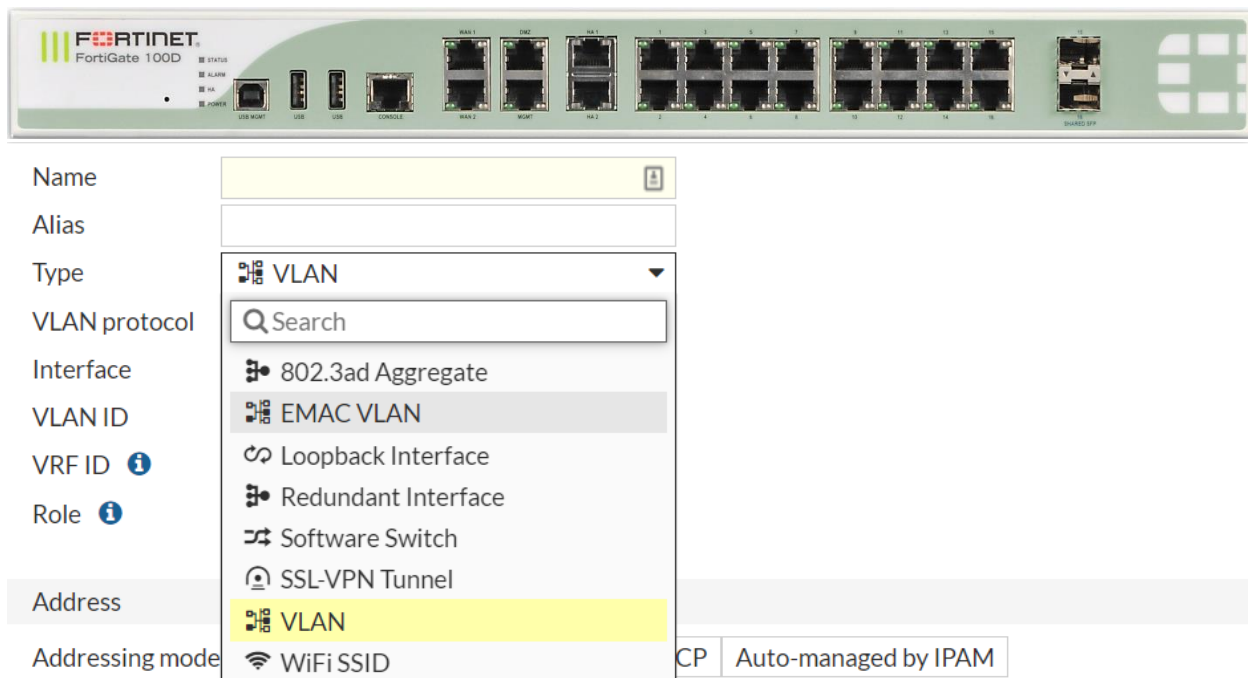 FORTINET
FortiGate 100D
STATUS
ALARM
HA
POWER
USB MGMT
USB
USB
CONSOLE
WAN 1
WAN 2
DMZ
MGMT
HA 1
HA 2
1 3 5 7
2 4 6 8
9 11 13 15
10 12 14 16
15
16
SHARED SFP
Name
Alias
Type
VLAN
VLAN protocol
Search
Interface
802.3ad Aggregate
VLAN ID
EMAC VLAN
VRF ID
Loopback Interface
Redundant Interface
Role
Software Switch
SSL-VPN Tunnel
Address
VLAN
Addressing mode
WiFi SSID
CP
Auto-managed by IPAM